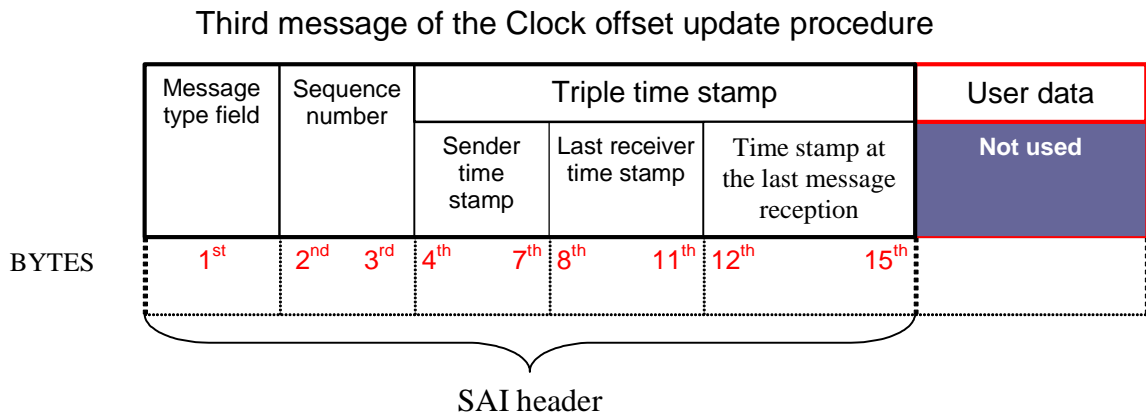 Third message of the Clock offset update procedure
Message
type field
Sequence
number
Triple time stamp
User data
Sender
time
stamp
Last receiver
time stamp
Time stamp at
the last message
reception
Not used
BYTES
1st
2nd 3rd
4th 7th
8th 11th
12th 15th
SAI header